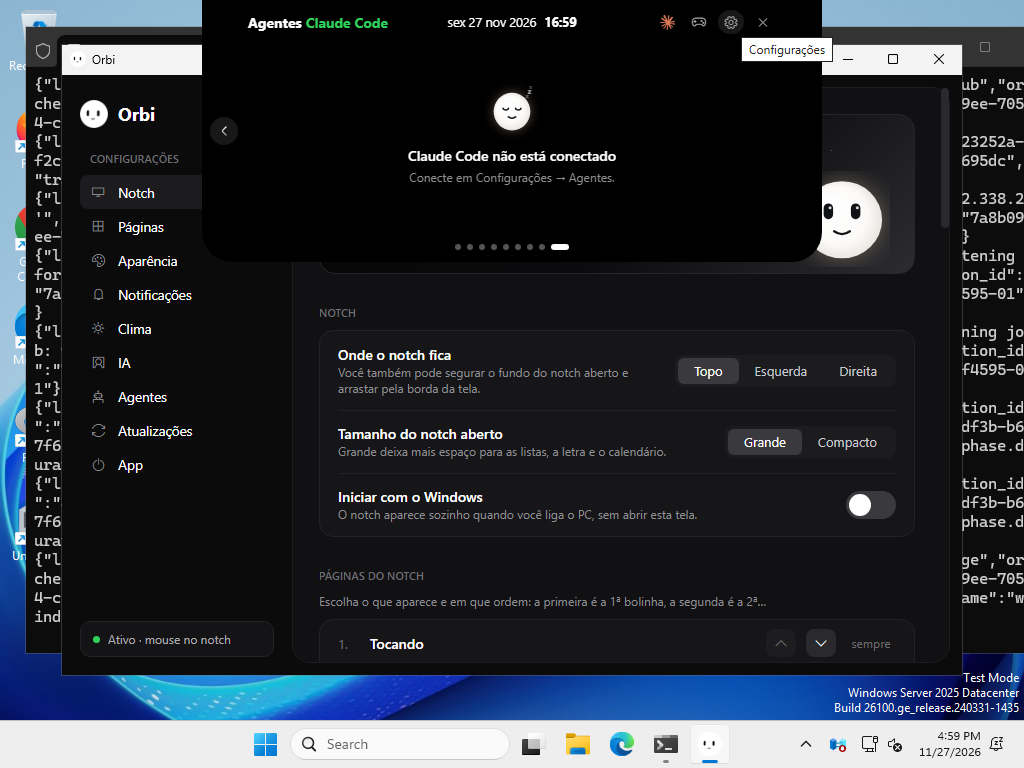 Agentes Claude Code
sex 27 nov 2026 16:59
Configurações
Claude Code não está conectado
Conecte em Configurações → Agentes.
Orbi
Orbi
CONFIGURAÇÕES
Notch
Páginas
Aparência
Notificações
Clima
IA
Agentes
Atualizações
App
Ativo · mouse no notch
NOTCH
Onde o notch fica
Você também pode segurar o fundo do notch aberto e
arrastar pela borda da tela.
Topo
Esquerda
Direita
Tamanho do notch aberto
Grande deixa mais espaço para as listas, a letra e o calendário.
Grande
Compacto
Iniciar com o Windows
O notch aparece sozinho quando você liga o PC, sem abrir esta tela.
PÁGINAS DO NOTCH
Escolha o que aparece e em que ordem: a primeira é a 1ª bolinha, a segunda é a 2ª...
1. Tocando
sempre
Test Mode
Windows Server 2025 Datacenter
Build 26100.ge_release.240331-1435
Search
4:59 PM
11/27/2026